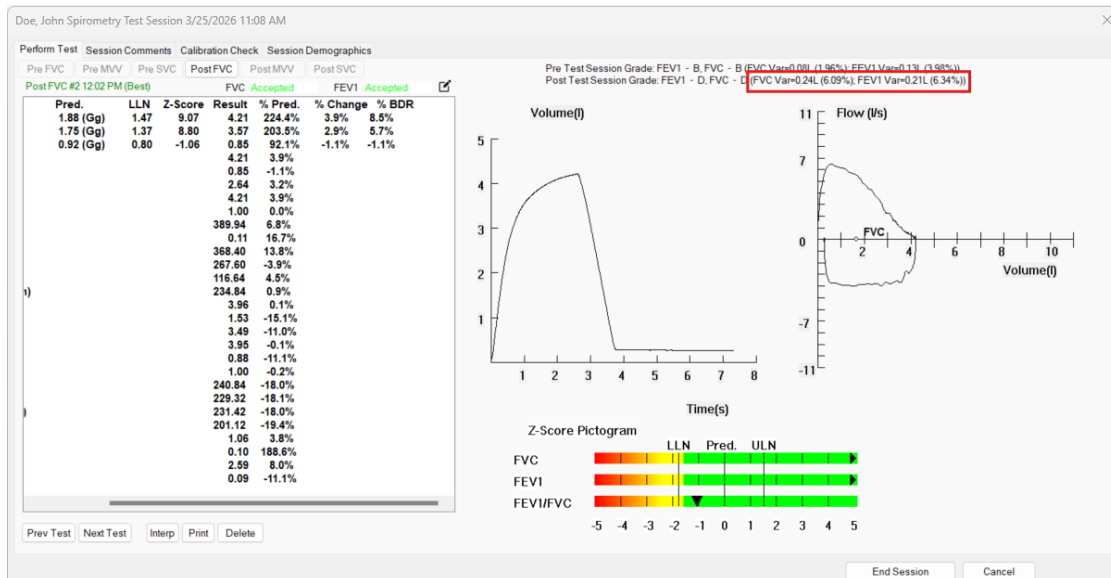 Doe, John Spirometry Test Session 3/25/2026 11:08 AM
Perform Test Session Comments Calibration Check Session Demographics
Pre FVC Pre MVV Pre SVC Post FVC Post MVV Post SVC
Pre Test Session Grade: FEV1 - B, FVC - B (FVC Var=0.08L (1.96%); FEV1 Var=0.13L (3.98%))
Post Test Session Grade: FEV1 - D, FVC - D (FVC Var=0.24L (6.09%); FEV1 Var=0.21L (6.34%))
Post FVC #2 12:02 PM (Best) FVC Accepted FEV1 Accepted
Pred. LLN Z-Score Result % Pred. % Change % BDR
1.88 (Gg) 1.47 9.07 4.21 224.4% 3.9% 8.5%
1.75 (Gg) 1.37 8.80 3.57 203.5% 2.9% 5.7%
0.92 (Gg) 0.80 -1.06 0.85 92.1% -1.1% -1.1%
4.21 3.9%
0.85 -1.1%
2.64 3.2%
4.21 3.9%
1.00 0.0%
389.94 6.8%
0.11 16.7%
368.40 13.8%
267.60 -3.9%
116.64 4.5%
234.84 0.9%
3.96 0.1%
1.53 -15.1%
3.49 -11.0%
3.95 -0.1%
0.88 -11.1%
1.00 -0.2%
240.84 -18.0%
229.32 -18.1%
231.42 -18.0%
201.12 -19.4%
1.06 3.8%
0.10 188.6%
2.59 8.0%
0.09 -11.1%
Volume(l)
5
4
3
2
1
1 2 3 4 5 6 7 8
Time(s)
Flow (l/s)
11
7
0
-7
-11
FVC
2 4 6 8 10
Volume(l)
Z-Score Pictogram
LLN Pred. ULN
FVC
FEV1
FEV1/FVC
-5 -4 -3 -2 -1 0 1 2 3 4 5
Prev Test Next Test Interp Print Delete
End Session Cancel